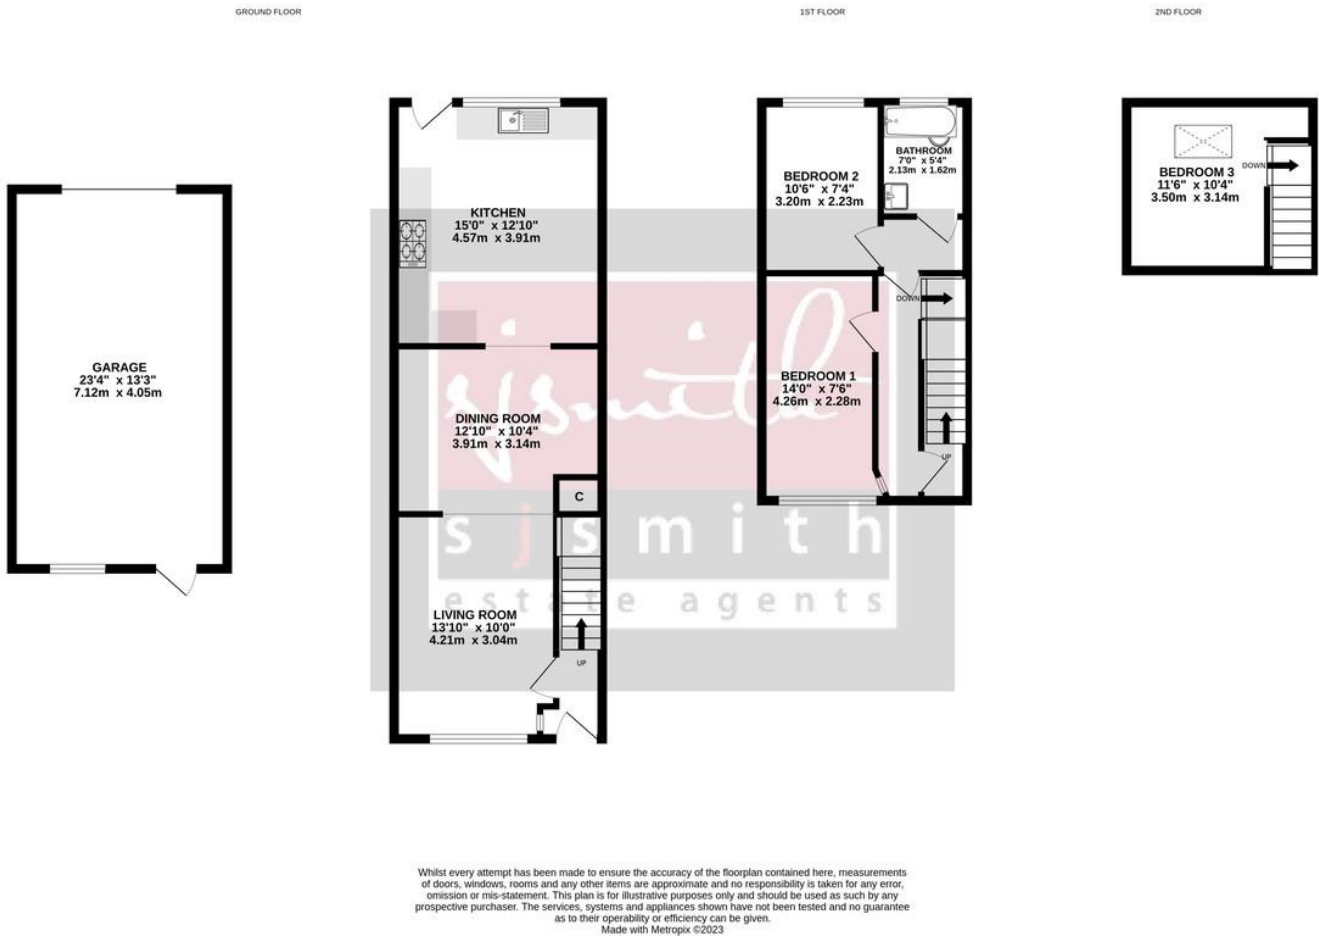 GROUND FLOOR
1ST FLOOR
2ND FLOOR
GARAGE
23'4" x 13'3"
7.12m x 4.05m
KITCHEN
15'0" x 12'10"
4.57m x 3.91m
DINING ROOM
12'10" x 10'4"
3.91m x 3.14m
C
LIVING ROOM
13'10" x 10'0"
4.21m x 3.04m
UP
BEDROOM 2
10'6" x 7'4"
3.20m x 2.23m
BATHROOM
7'0" x 5'4"
2.13m x 1.62m
DOWN
BEDROOM 1
14'0" x 7'6"
4.26m x 2.28m
UP
BEDROOM 3
11'6" x 10'4"
3.50m x 3.14m
DOWN
sjsmith
sjsmith
estate agents
Whilst every attempt has been made to ensure the accuracy of the floorplan contained here, measurements
of doors, windows, rooms and any other items are approximate and no responsibility is taken for any error,
omission or mis-statement. This plan is for illustrative purposes only and should be used as such by any
prospective purchaser. The services, systems and appliances shown have not been tested and no guarantee
as to their operability or efficiency can be given.
Made with Metropix ©2023